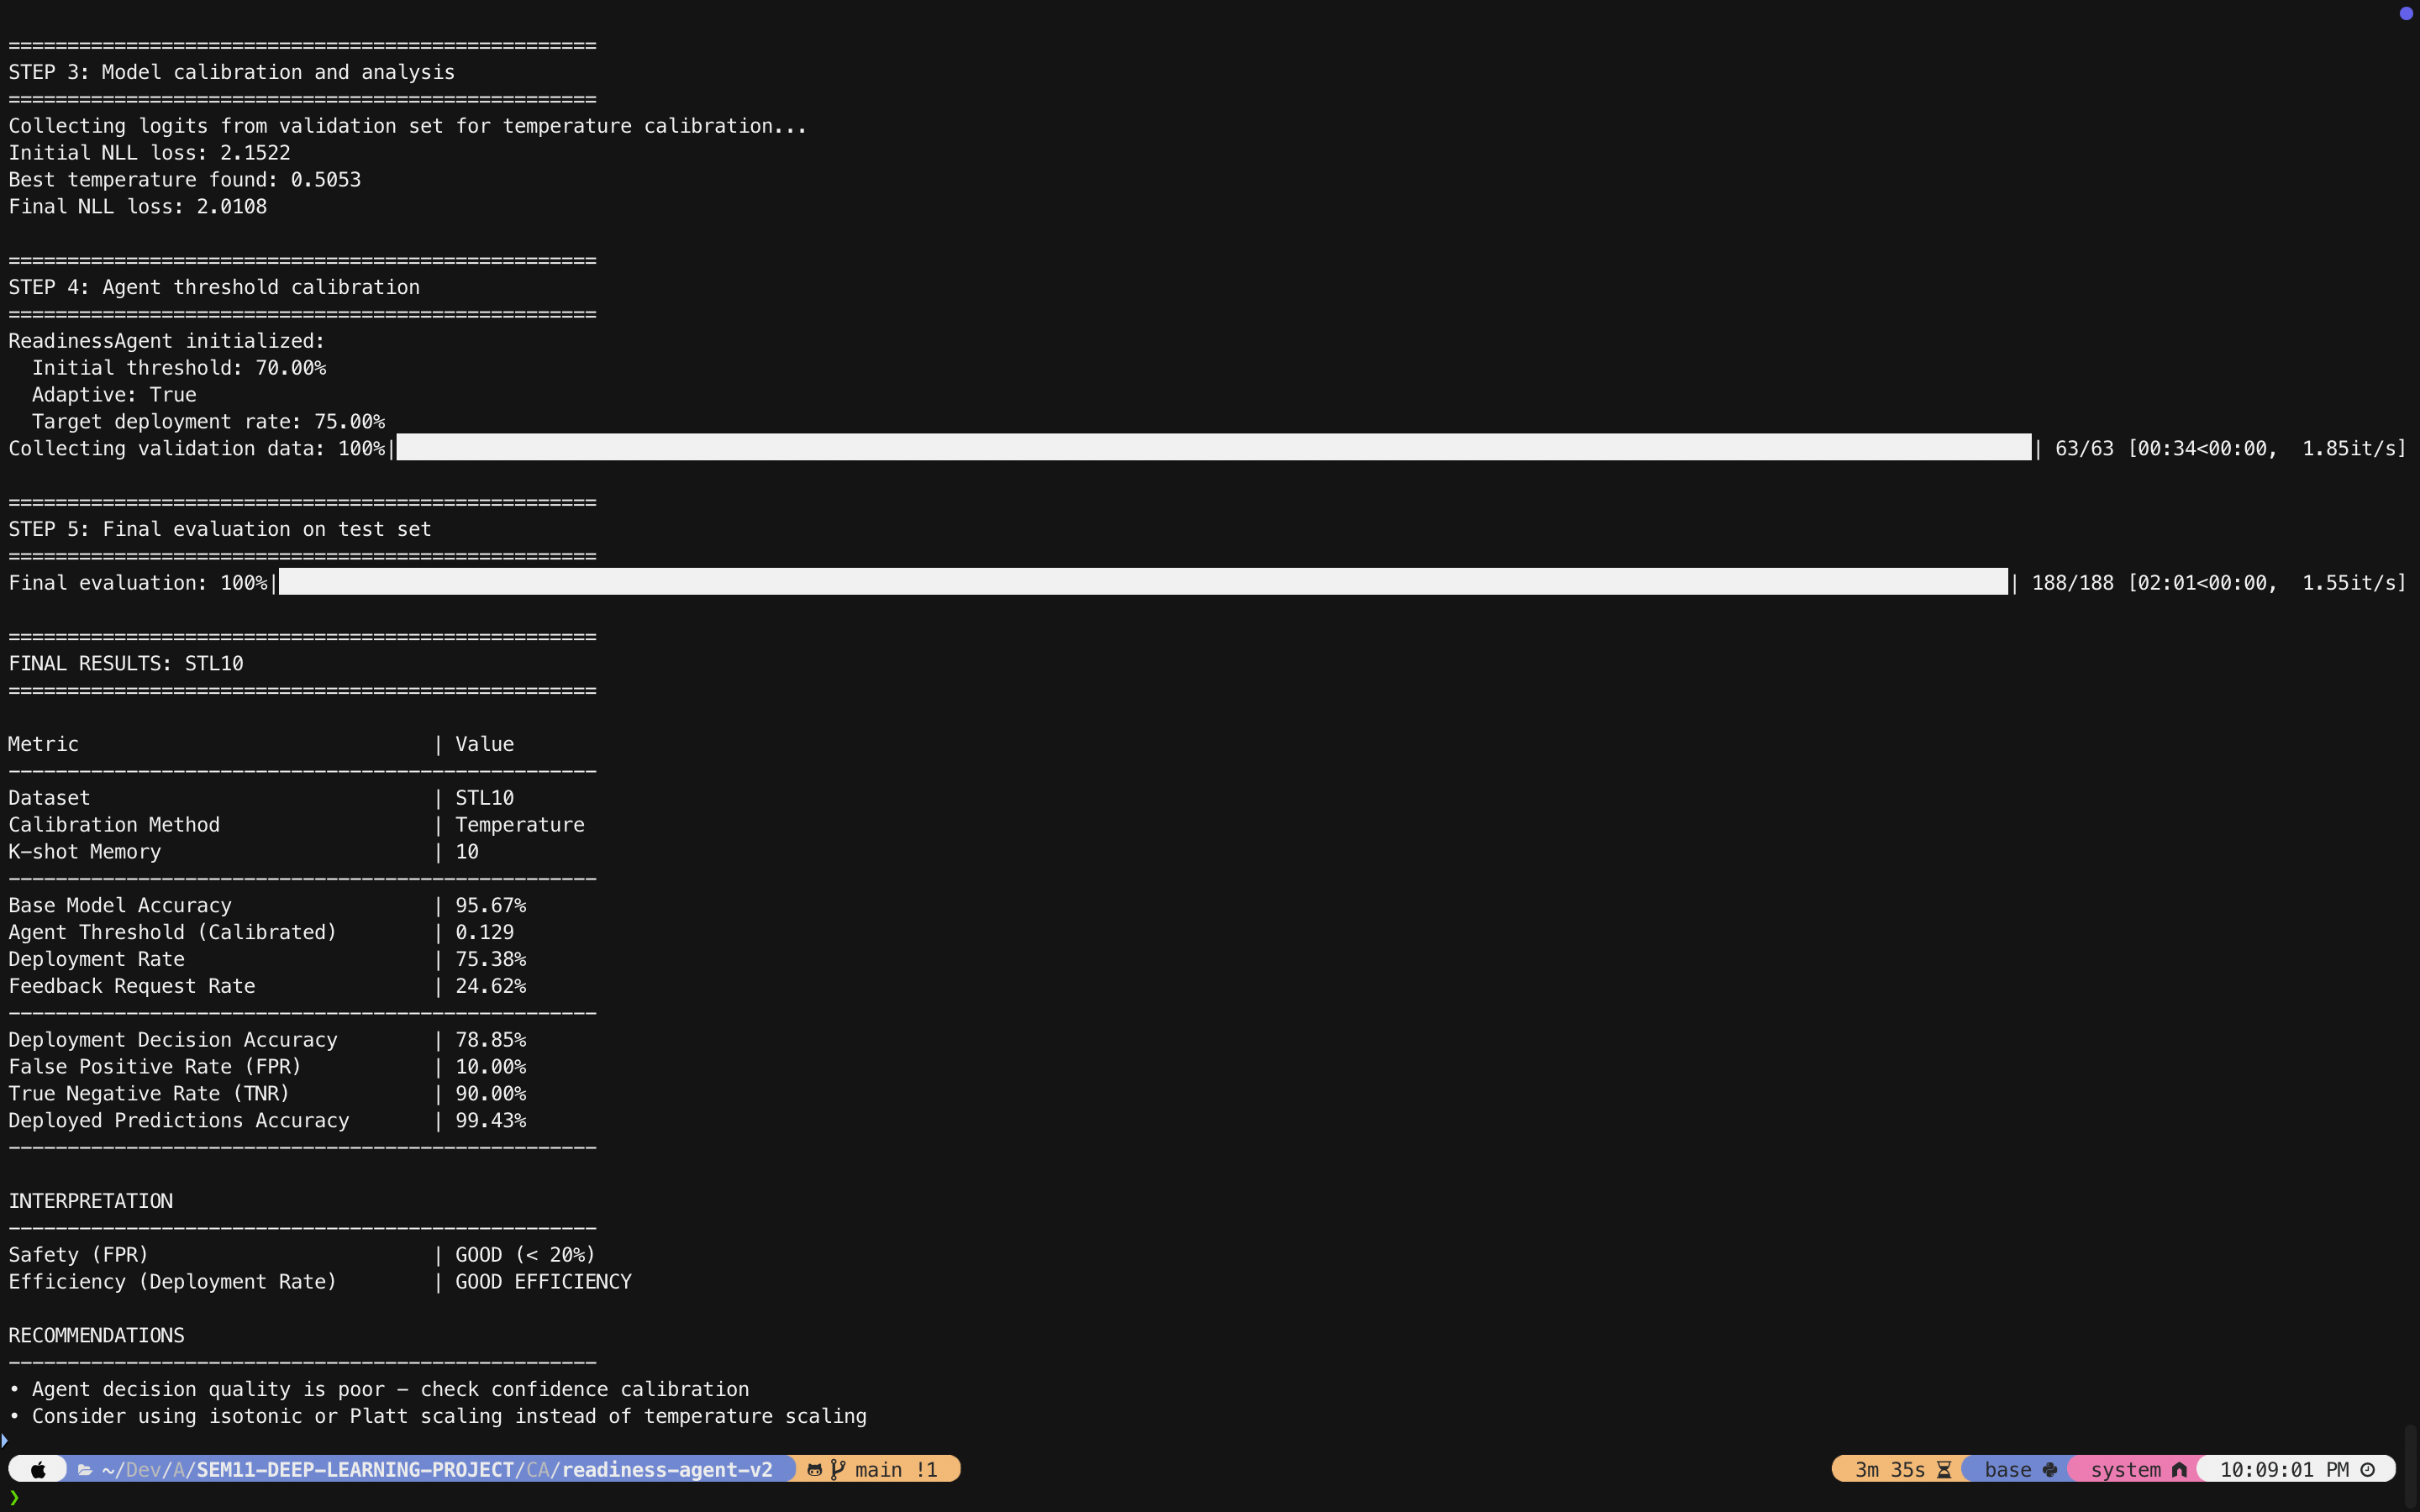 ==================================================
STEP 3: Model calibration and analysis
==================================================
Collecting logits from validation set for temperature calibration...
Initial NLL loss: 2.1522
Best temperature found: 0.5053
Final NLL loss: 2.0108
==================================================
STEP 4: Agent threshold calibration
==================================================
ReadinessAgent initialized:
  Initial threshold: 70.00%
  Adaptive: True
  Target deployment rate: 75.00%
Collecting validation data: 100%| | 63/63 [00:34<00:00,  1.85it/s]
==================================================
STEP 5: Final evaluation on test set
==================================================
Final evaluation: 100%| | 188/188 [02:01<00:00,  1.55it/s]
==================================================
FINAL RESULTS: STL10
==================================================
Metric                              | Value
--------------------------------------------------
Dataset                             | STL10
Calibration Method                  | Temperature
K-shot Memory                       | 10
--------------------------------------------------
Base Model Accuracy                 | 95.67%
Agent Threshold (Calibrated)        | 0.129
Deployment Rate                     | 75.38%
Feedback Request Rate               | 24.62%
--------------------------------------------------
Deployment Decision Accuracy        | 78.85%
False Positive Rate (FPR)           | 10.00%
True Negative Rate (TNR)            | 90.00%
Deployed Predictions Accuracy       | 99.43%
--------------------------------------------------
INTERPRETATION
--------------------------------------------------
Safety (FPR)                        | GOOD (< 20%)
Efficiency (Deployment Rate)        | GOOD EFFICIENCY
RECOMMENDATIONS
--------------------------------------------------
• Agent decision quality is poor - check confidence calibration
• Consider using isotonic or Platt scaling instead of temperature scaling
~/Dev/A/SEM11-DEEP-LEARNING-PROJECT/CA/readiness-agent-v2 main !1 3m 35s base system 10:09:01 PM
❯